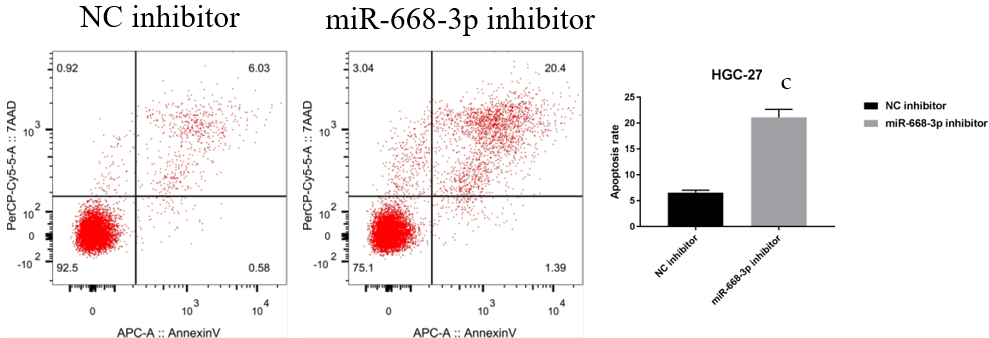 NC inhibitor
0.92
6.03
10³
10²
0
-10²
92.5
0.58
0
10³
10⁴
PerCP-Cy5-5-A :: 7AAD
APC-A :: AnnexinV
miR-668-3p inhibitor
3.04
20.4
10³
10²
0
-10²
75.1
1.39
0
10³
10⁴
PerCP-Cy5-5-A :: 7AAD
APC-A :: AnnexinV
HGC-27
c
25
20
15
10
5
0
Apoptosis rate
NC inhibitor
miR-668-3p inhibitor
NC inhibitor
miR-668-3p inhibitor